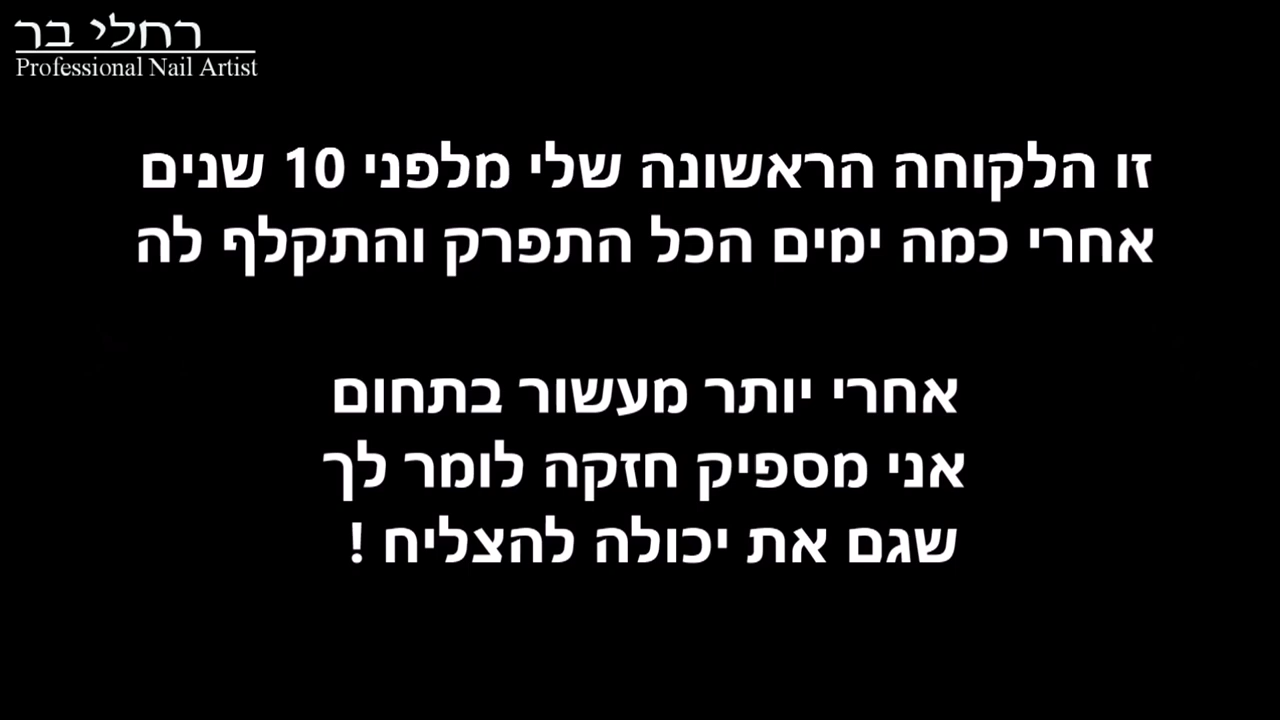 רחלי בר
Professional Nail Artist
זו הלקוחה הראשונה שלי מלפני 10 שנים
אחרי כמה ימים הכל התפרק והתקלף לה
אחרי יותר מעשור בתחום
אני מספיק חזקה לומר לך
שגם את יכולה להצליח !